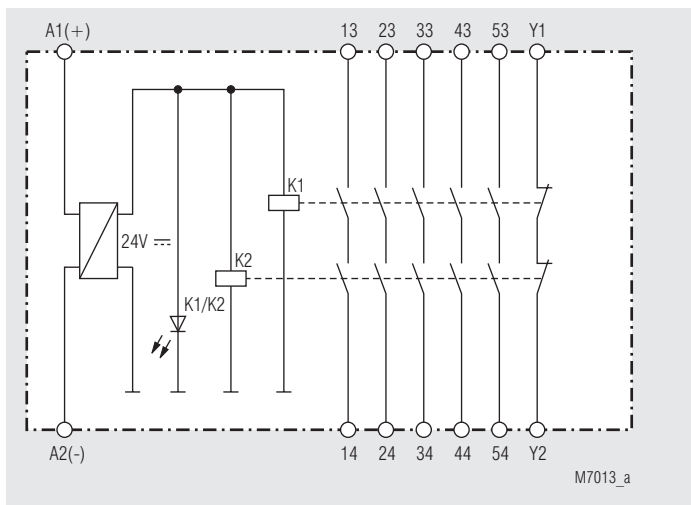 A1(+) 13 23 33 43 53 Y1
K1
24V
K2
K1/K2
A2(-) 14 24 34 44 54 Y2
M7013_a